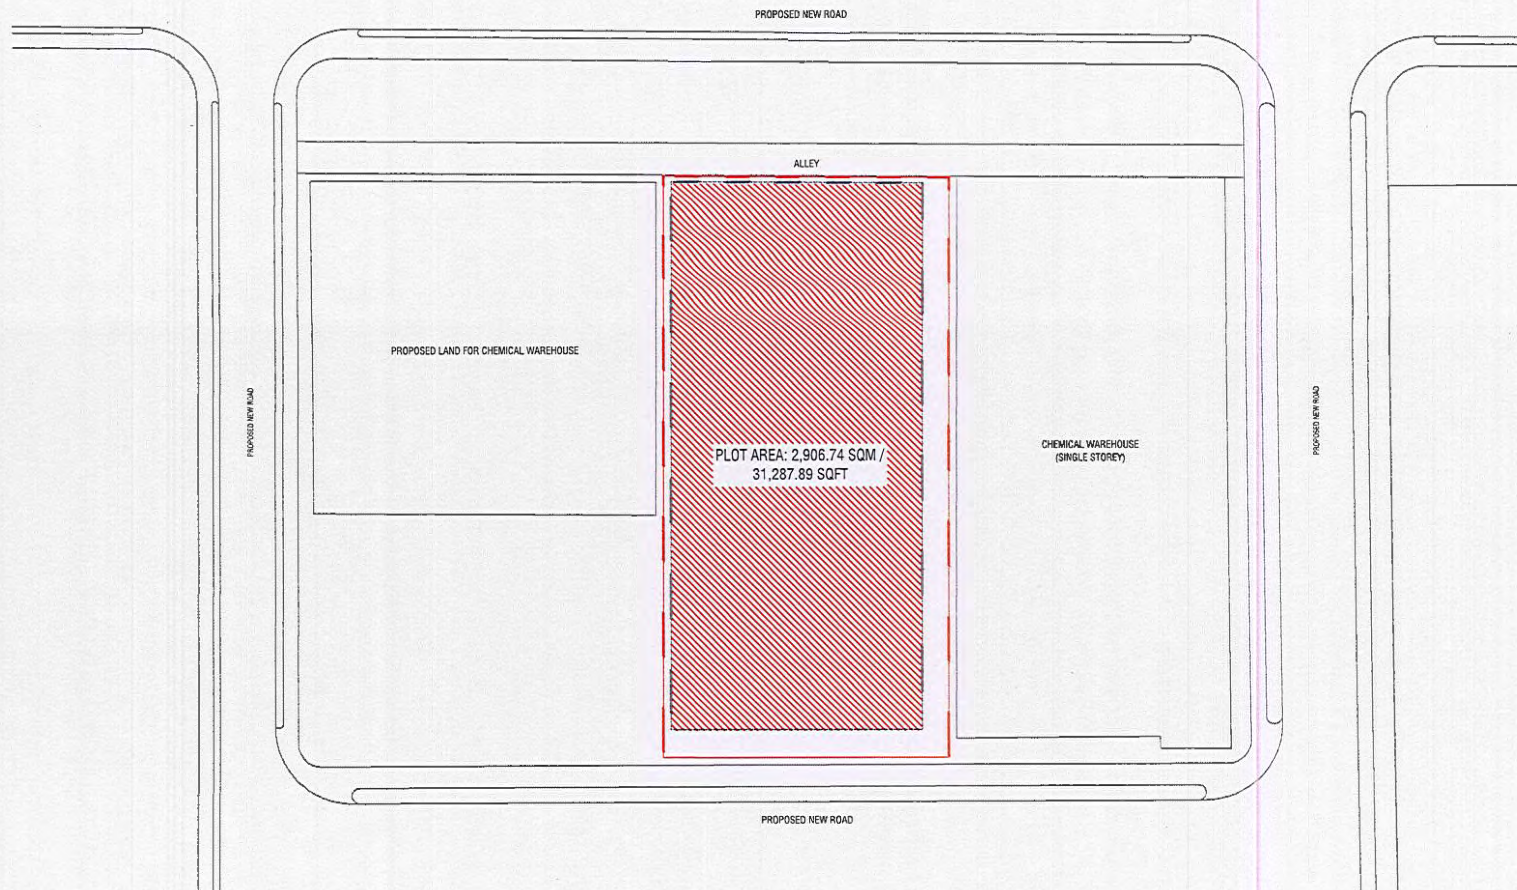 PROPOSED NEW ROAD
ALLEY
PROPOSED LAND FOR CHEMICAL WAREHOUSE
PROPOSED NEW ROAD
PLOT AREA: 2,906.74 SQM /
31,287.89 SQFT
CHEMICAL WAREHOUSE
(SINGLE STOREY)
PROPOSED NEW ROAD
PROPOSED NEW ROAD